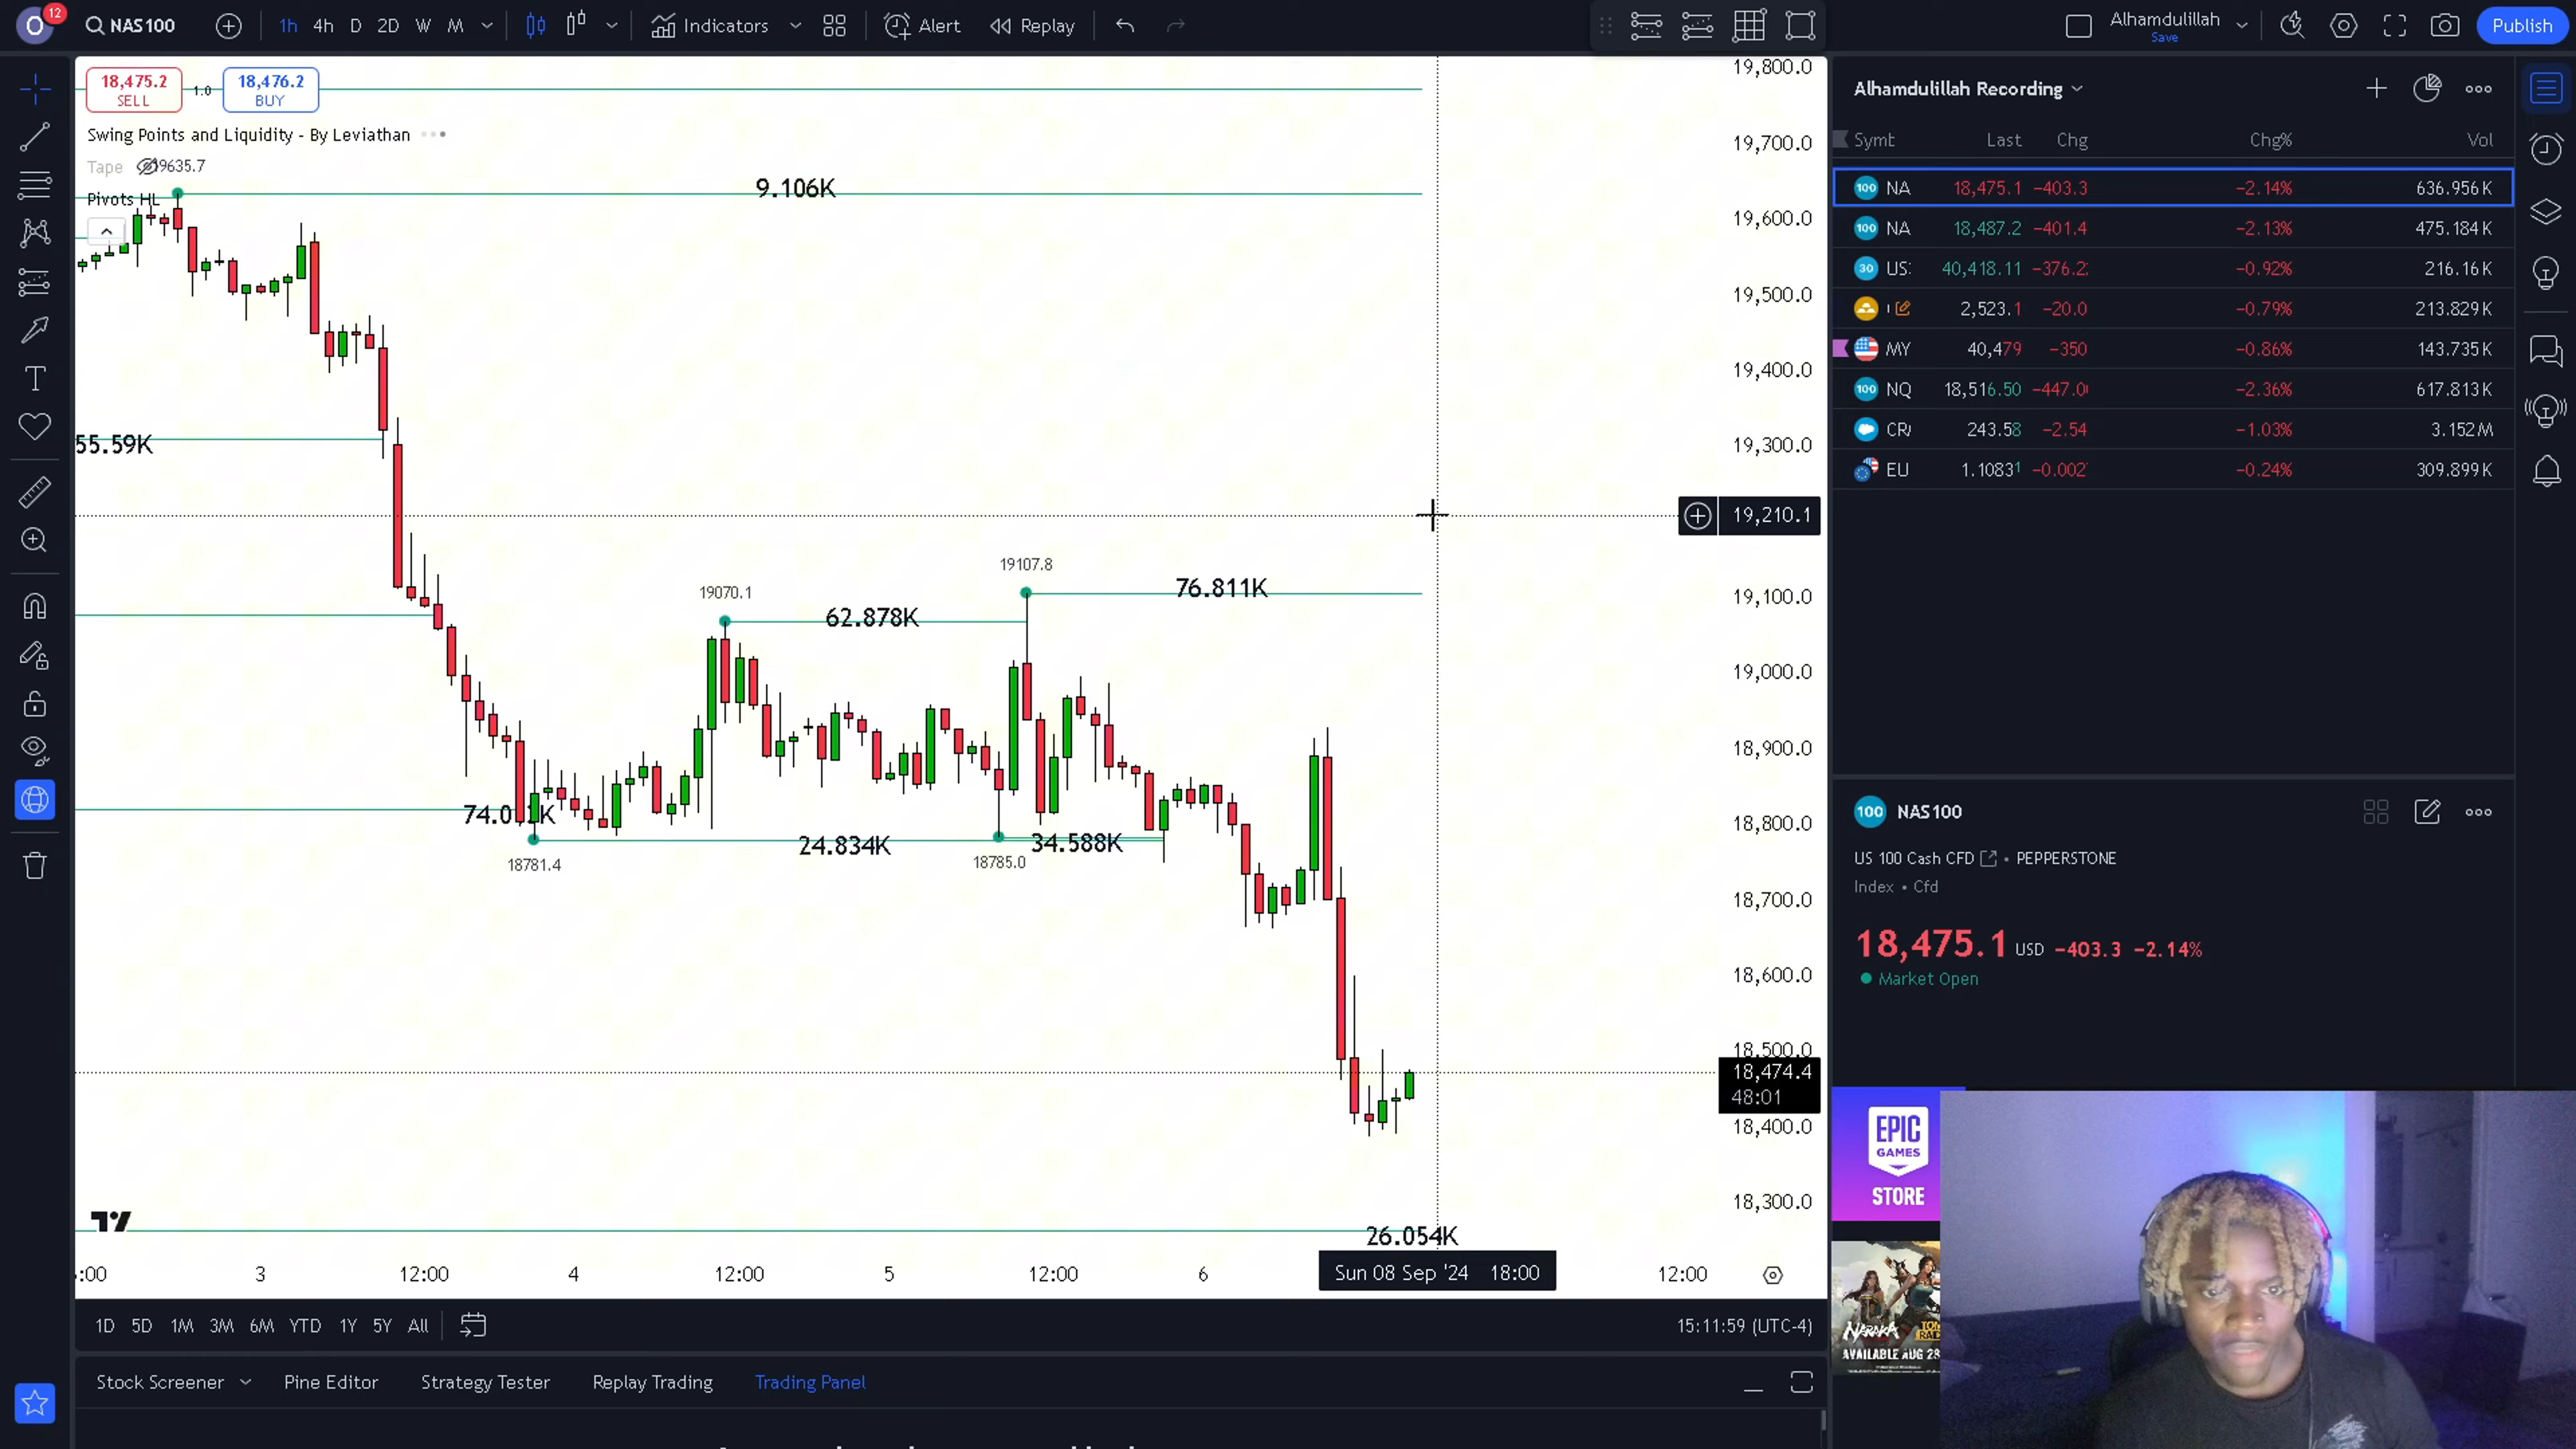 O 12 NAS100 1h 4h D 2D W M Indicators Alert Replay Alhamdulillah Save Publish
18,475.2 SELL 1.0 18,476.2 BUY
Swing Points and Liquidity - By Leviathan
Tape 19635.7
Pivots HL
9.106K
55.59K
19070.1
62.878K
19107.8
76.811K
74.0
18781.4
24.834K
18785.0
34.588K
26.054K
19,800.0
19,700.0
19,600.0
19,500.0
19,400.0
19,300.0
19,210.1
19,100.0
19,000.0
18,900.0
18,800.0
18,700.0
18,600.0
18,500.0
18,474.4
48:01
18,400.0
18,300.0
:00 3 12:00 4 12:00 5 12:00 6 Sun 08 Sep '24 18:00 12:00
1D 5D 1M 3M 6M YTD 1Y 5Y All 15:11:59 (UTC-4)
Stock Screener Pine Editor Strategy Tester Replay Trading Trading Panel
Alhamdulillah Recording
Symt Last Chg Chg% Vol
100 NA 18,475.1 −403.3 −2.14% 636.956K
100 NA 18,487.2 −401.4 −2.13% 475.184K
30 US: 40,418.11 −376.2 −0.92% 216.16K
2,523.1 −20.0 −0.79% 213.829K
MY 40,479 −350 −0.86% 143.735K
100 NQ 18,516.50 −447.0 −2.36% 617.813K
CR 243.58 −2.54 −1.03% 3.152M
EU 1.1083¹ −0.002 −0.24% 309.899K
100 NAS100
US 100 Cash CFD • PEPPERSTONE
Index • Cfd
18,475.1 USD −403.3 −2.14%
Market Open
EPIC
GAMES
STORE
NARAKA
AVAILABLE AUG 28